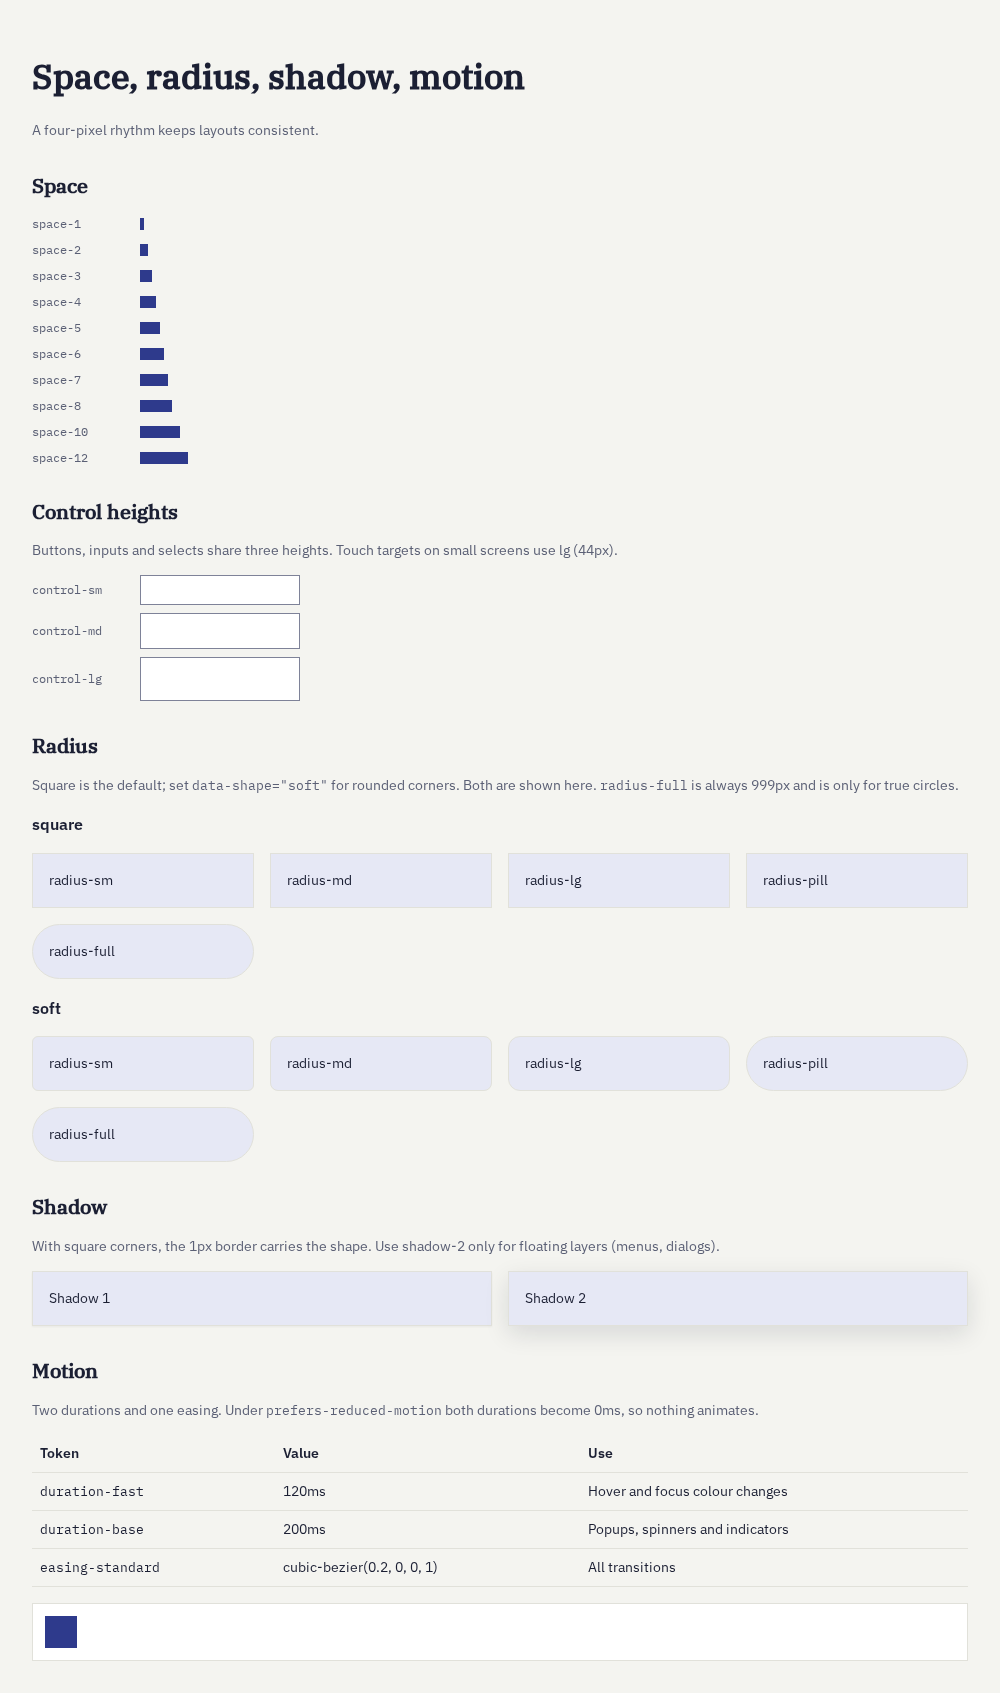 Space, radius, shadow, motion
A four-pixel rhythm keeps layouts consistent.
Space
space-1
space-2
space-3
space-4
space-5
space-6
space-7
space-8
space-10
space-12
Control heights
Buttons, inputs and selects share three heights. Touch targets on small screens use lg (44px).
control-sm
control-md
control-lg
Radius
Square is the default; set data-shape="soft" for rounded corners. Both are shown here. radius-full is always 999px and is only for true circles.
square
radius-sm radius-md radius-lg radius-pill
radius-full
soft
radius-sm radius-md radius-lg radius-pill
radius-full
Shadow
With square corners, the 1px border carries the shape. Use shadow-2 only for floating layers (menus, dialogs).
Shadow 1 Shadow 2
Motion
Two durations and one easing. Under prefers-reduced-motion both durations become 0ms, so nothing animates.
Token Value Use
duration-fast 120ms Hover and focus colour changes
duration-base 200ms Popups, spinners and indicators
easing-standard cubic-bezier(0.2, 0, 0, 1) All transitions